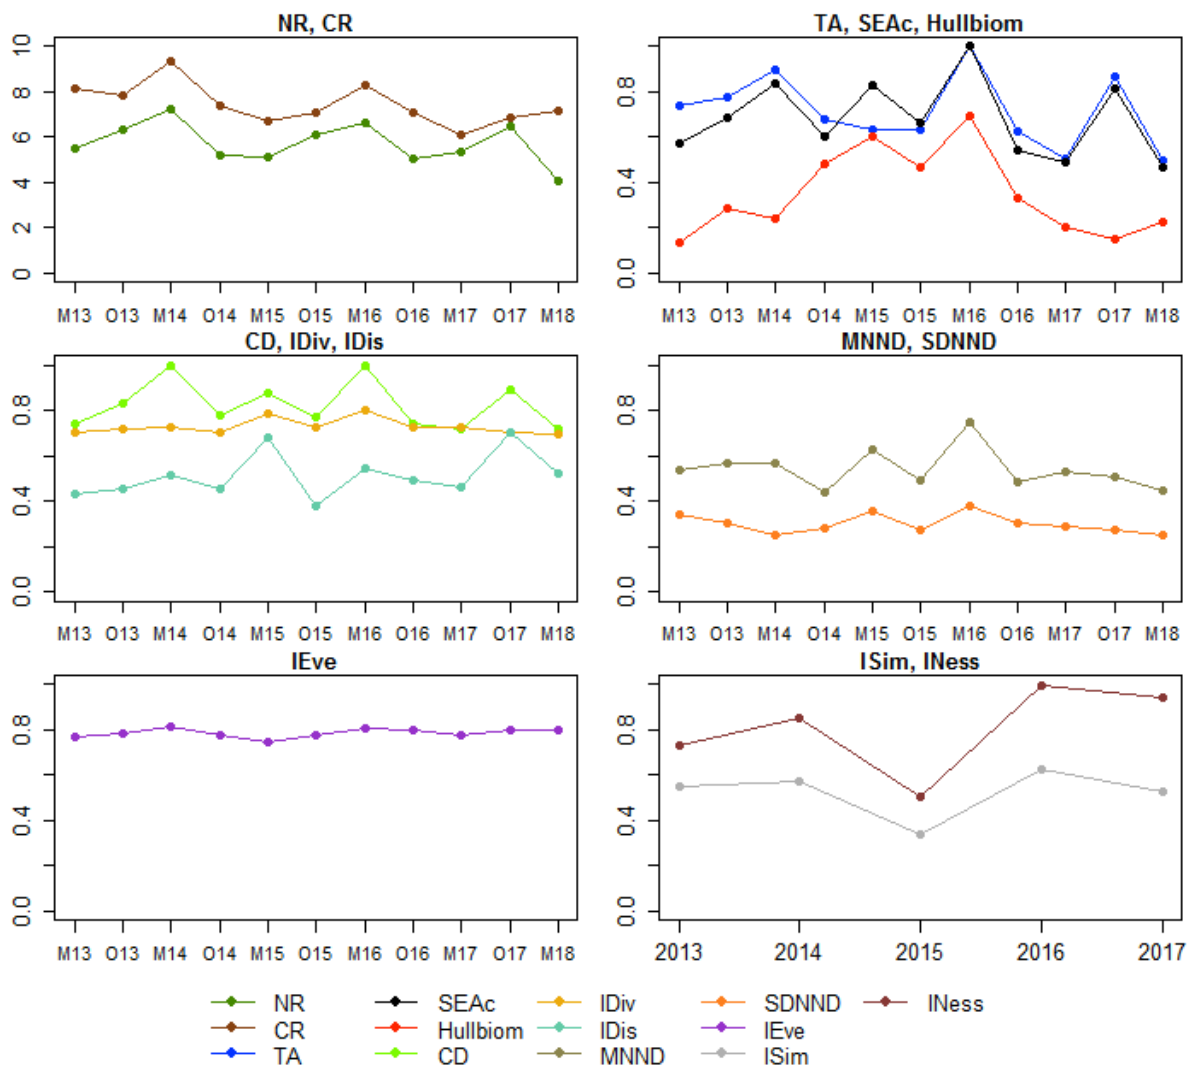 NR, CR
10
8
6
4
2
0
M13 O13 M14 O14 M15 O15 M16 O16 M17 O17 M18
TA, SEAc, Hullbiom
0.8
0.4
0.0
M13 O13 M14 O14 M15 O15 M16 O16 M17 O17 M18
CD, IDiv, IDis
0.8
0.4
0.0
M13 O13 M14 O14 M15 O15 M16 O16 M17 O17 M18
MNND, SDNND
0.8
0.4
0.0
M13 O13 M14 O14 M15 O15 M16 O16 M17 O17 M18
IEve
0.8
0.4
0.0
M13 O13 M14 O14 M15 O15 M16 O16 M17 O17 M18
ISim, INess
0.8
0.4
0.0
2013 2014 2015 2016 2017
NR SEAc IDiv SDNND INess
CR Hullbiom IDis IEve
TA CD MNND ISim